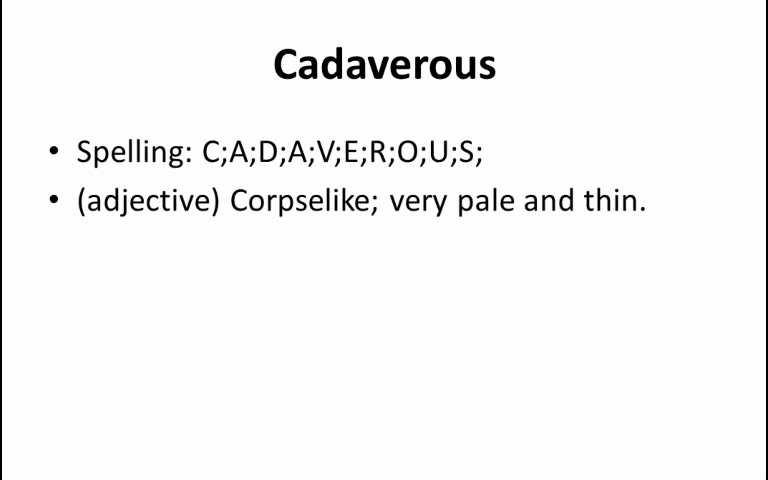 Cadaverous
• Spelling: C;A;D;A;V;E;R;O;U;S;
• (adjective) Corpselike; very pale and thin.